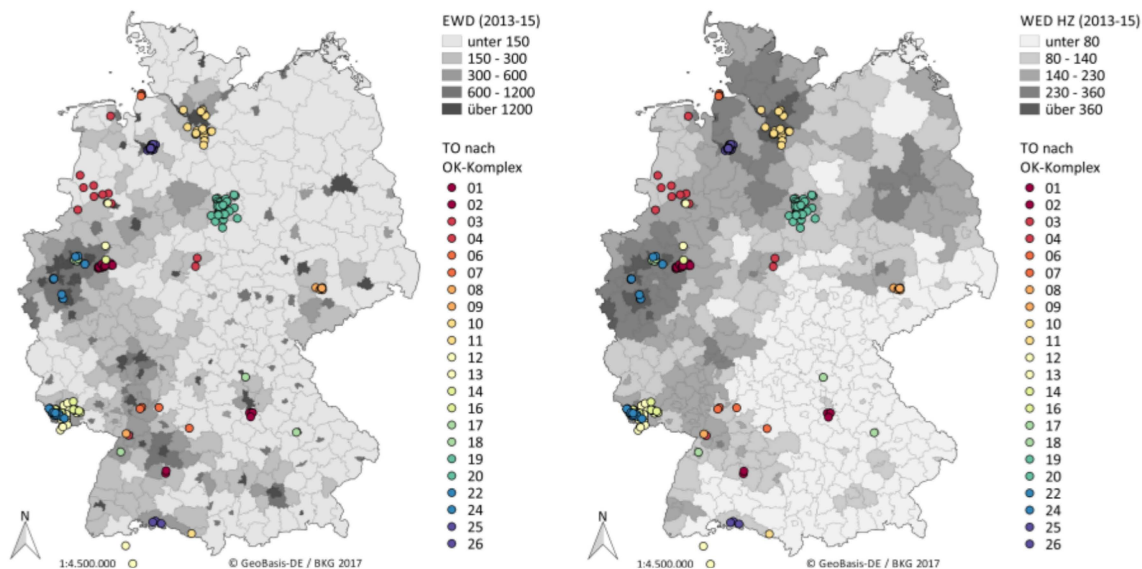 EWD (2013-15)
unter 150
150 - 300
300 - 600
600 - 1200
über 1200
TO nach
OK-Komplex
01
02
03
04
06
07
08
09
10
11
12
13
14
16
17
18
19
20
22
24
25
26
N
1:4.500.000
© GeoBasis-DE / BKG 2017
WED HZ (2013-15)
unter 80
80 - 140
140 - 230
230 - 360
über 360
TO nach
OK-Komplex
01
02
03
04
06
07
08
09
10
11
12
13
14
16
17
18
19
20
22
24
25
26
N
1:4.500.000
© GeoBasis-DE / BKG 2017